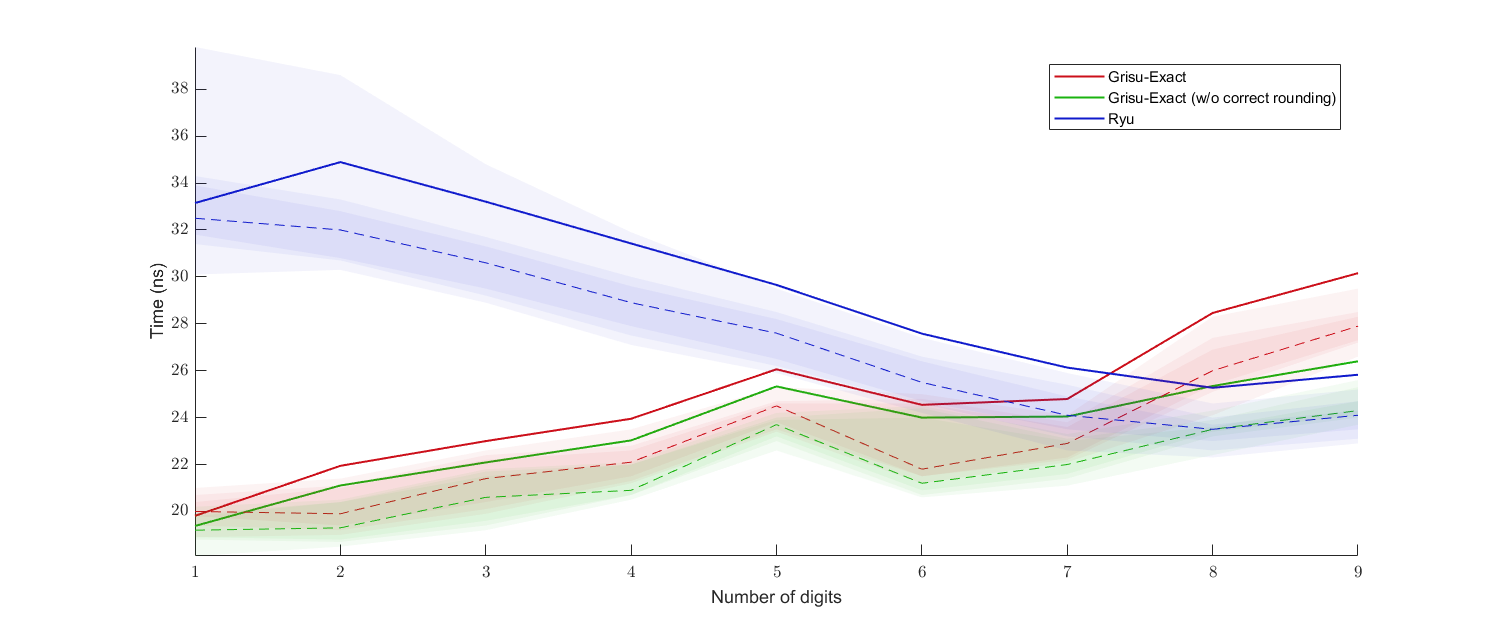 38
36
34
32
30
28
26
24
22
20
Time (ns)
1 2 3 4 5 6 7 8 9
Number of digits
Grisu-Exact
Grisu-Exact (w/o correct rounding)
Ryu